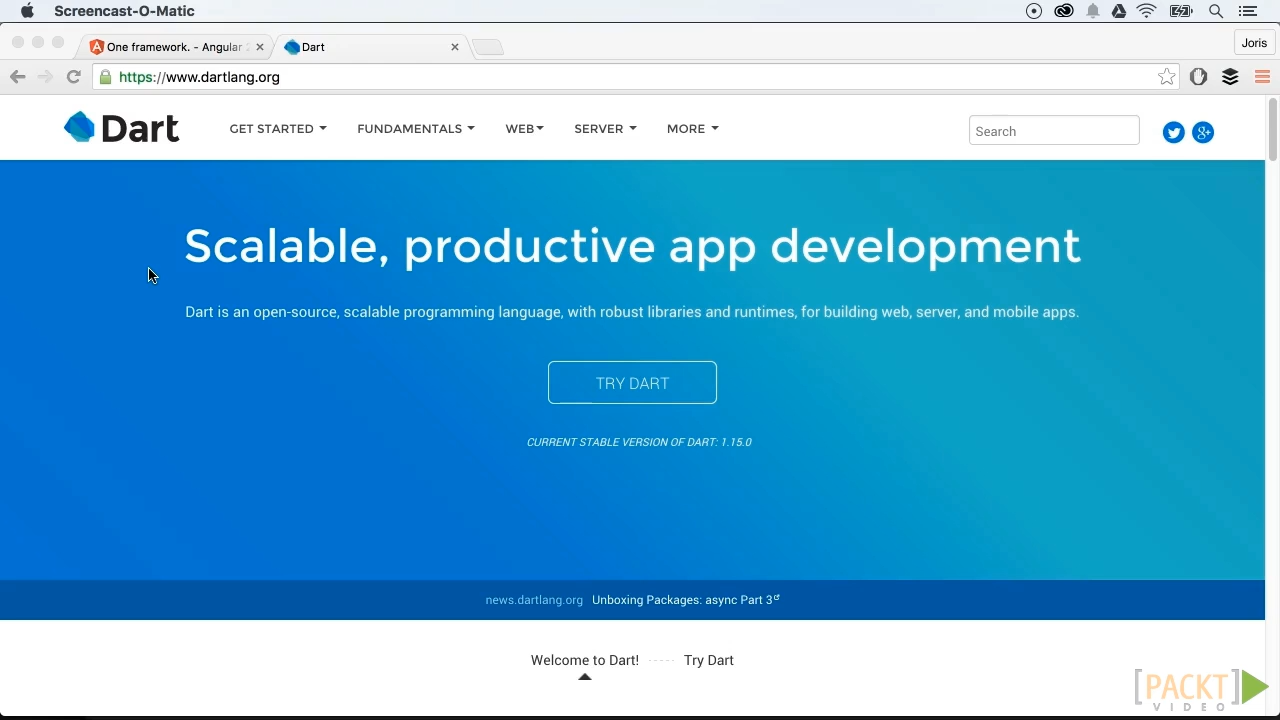 Screencast-O-Matic
One framework. - Angular 2
Dart
Joris
https://www.dartlang.org
Dart
GET STARTED
FUNDAMENTALS
WEB
SERVER
MORE
Search
Scalable, productive app development
Dart is an open-source, scalable programming language, with robust libraries and runtimes, for building web, server, and mobile apps.
TRY DART
CURRENT STABLE VERSION OF DART: 1.15.0
news.dartlang.org Unboxing Packages: async Part 3
Welcome to Dart! Try Dart
[PACKT]
VIDEO